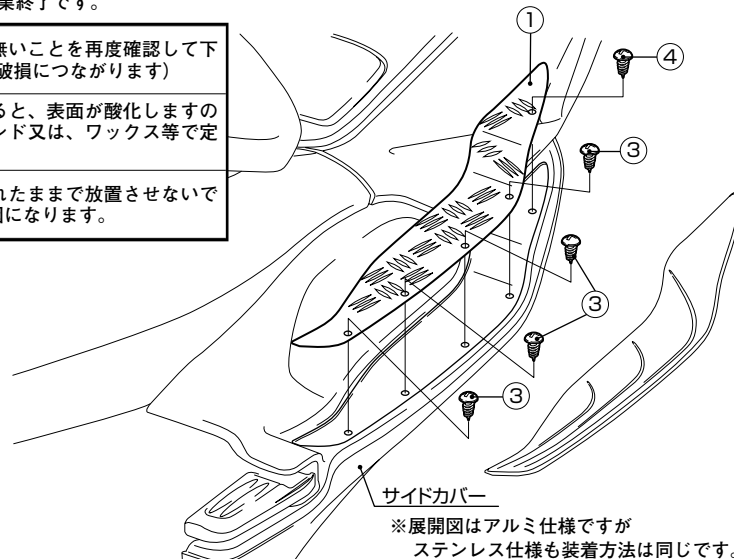 業終了です。
無いことを再度確認して下
破損につながります)
ると、表面が酸化しますの
ンド又は、ワックス等で定
れたままで放置させないで
因になります。
①
④
③
③
③
サイドカバー
※展開図はアルミ仕様ですが
ステンレス仕様も装着方法は同じです。